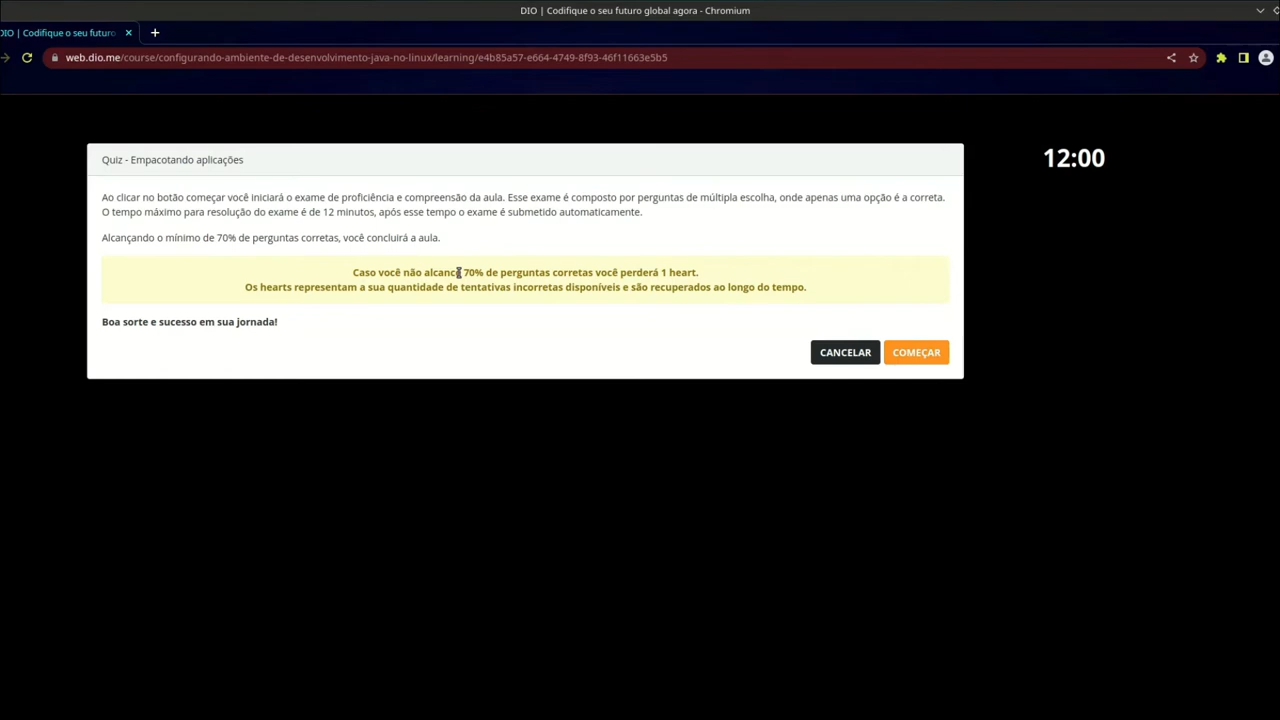 DIO | Codifique o seu futuro global agora - Chromium
DIO | Codifique o seu futuro
web.dio.me/course/configurando-ambiente-de-desenvolvimento-java-no-linux/learning/e4b85a57-e664-4749-8f93-46f11663e5b5
Quiz - Empacotando aplicações
12:00
Ao clicar no botão começar você iniciará o exame de proficiência e compreensão da aula. Esse exame é composto por perguntas de múltipla escolha, onde apenas uma opção é a correta.
O tempo máximo para resolução do exame é de 12 minutos, após esse tempo o exame é submetido automaticamente.
Alcançando o mínimo de 70% de perguntas corretas, você concluirá a aula.
Caso você não alcance 70% de perguntas corretas você perderá 1 heart.
Os hearts representam a sua quantidade de tentativas incorretas disponíveis e são recuperados ao longo do tempo.
Boa sorte e sucesso em sua jornada!
CANCELAR COMEÇAR